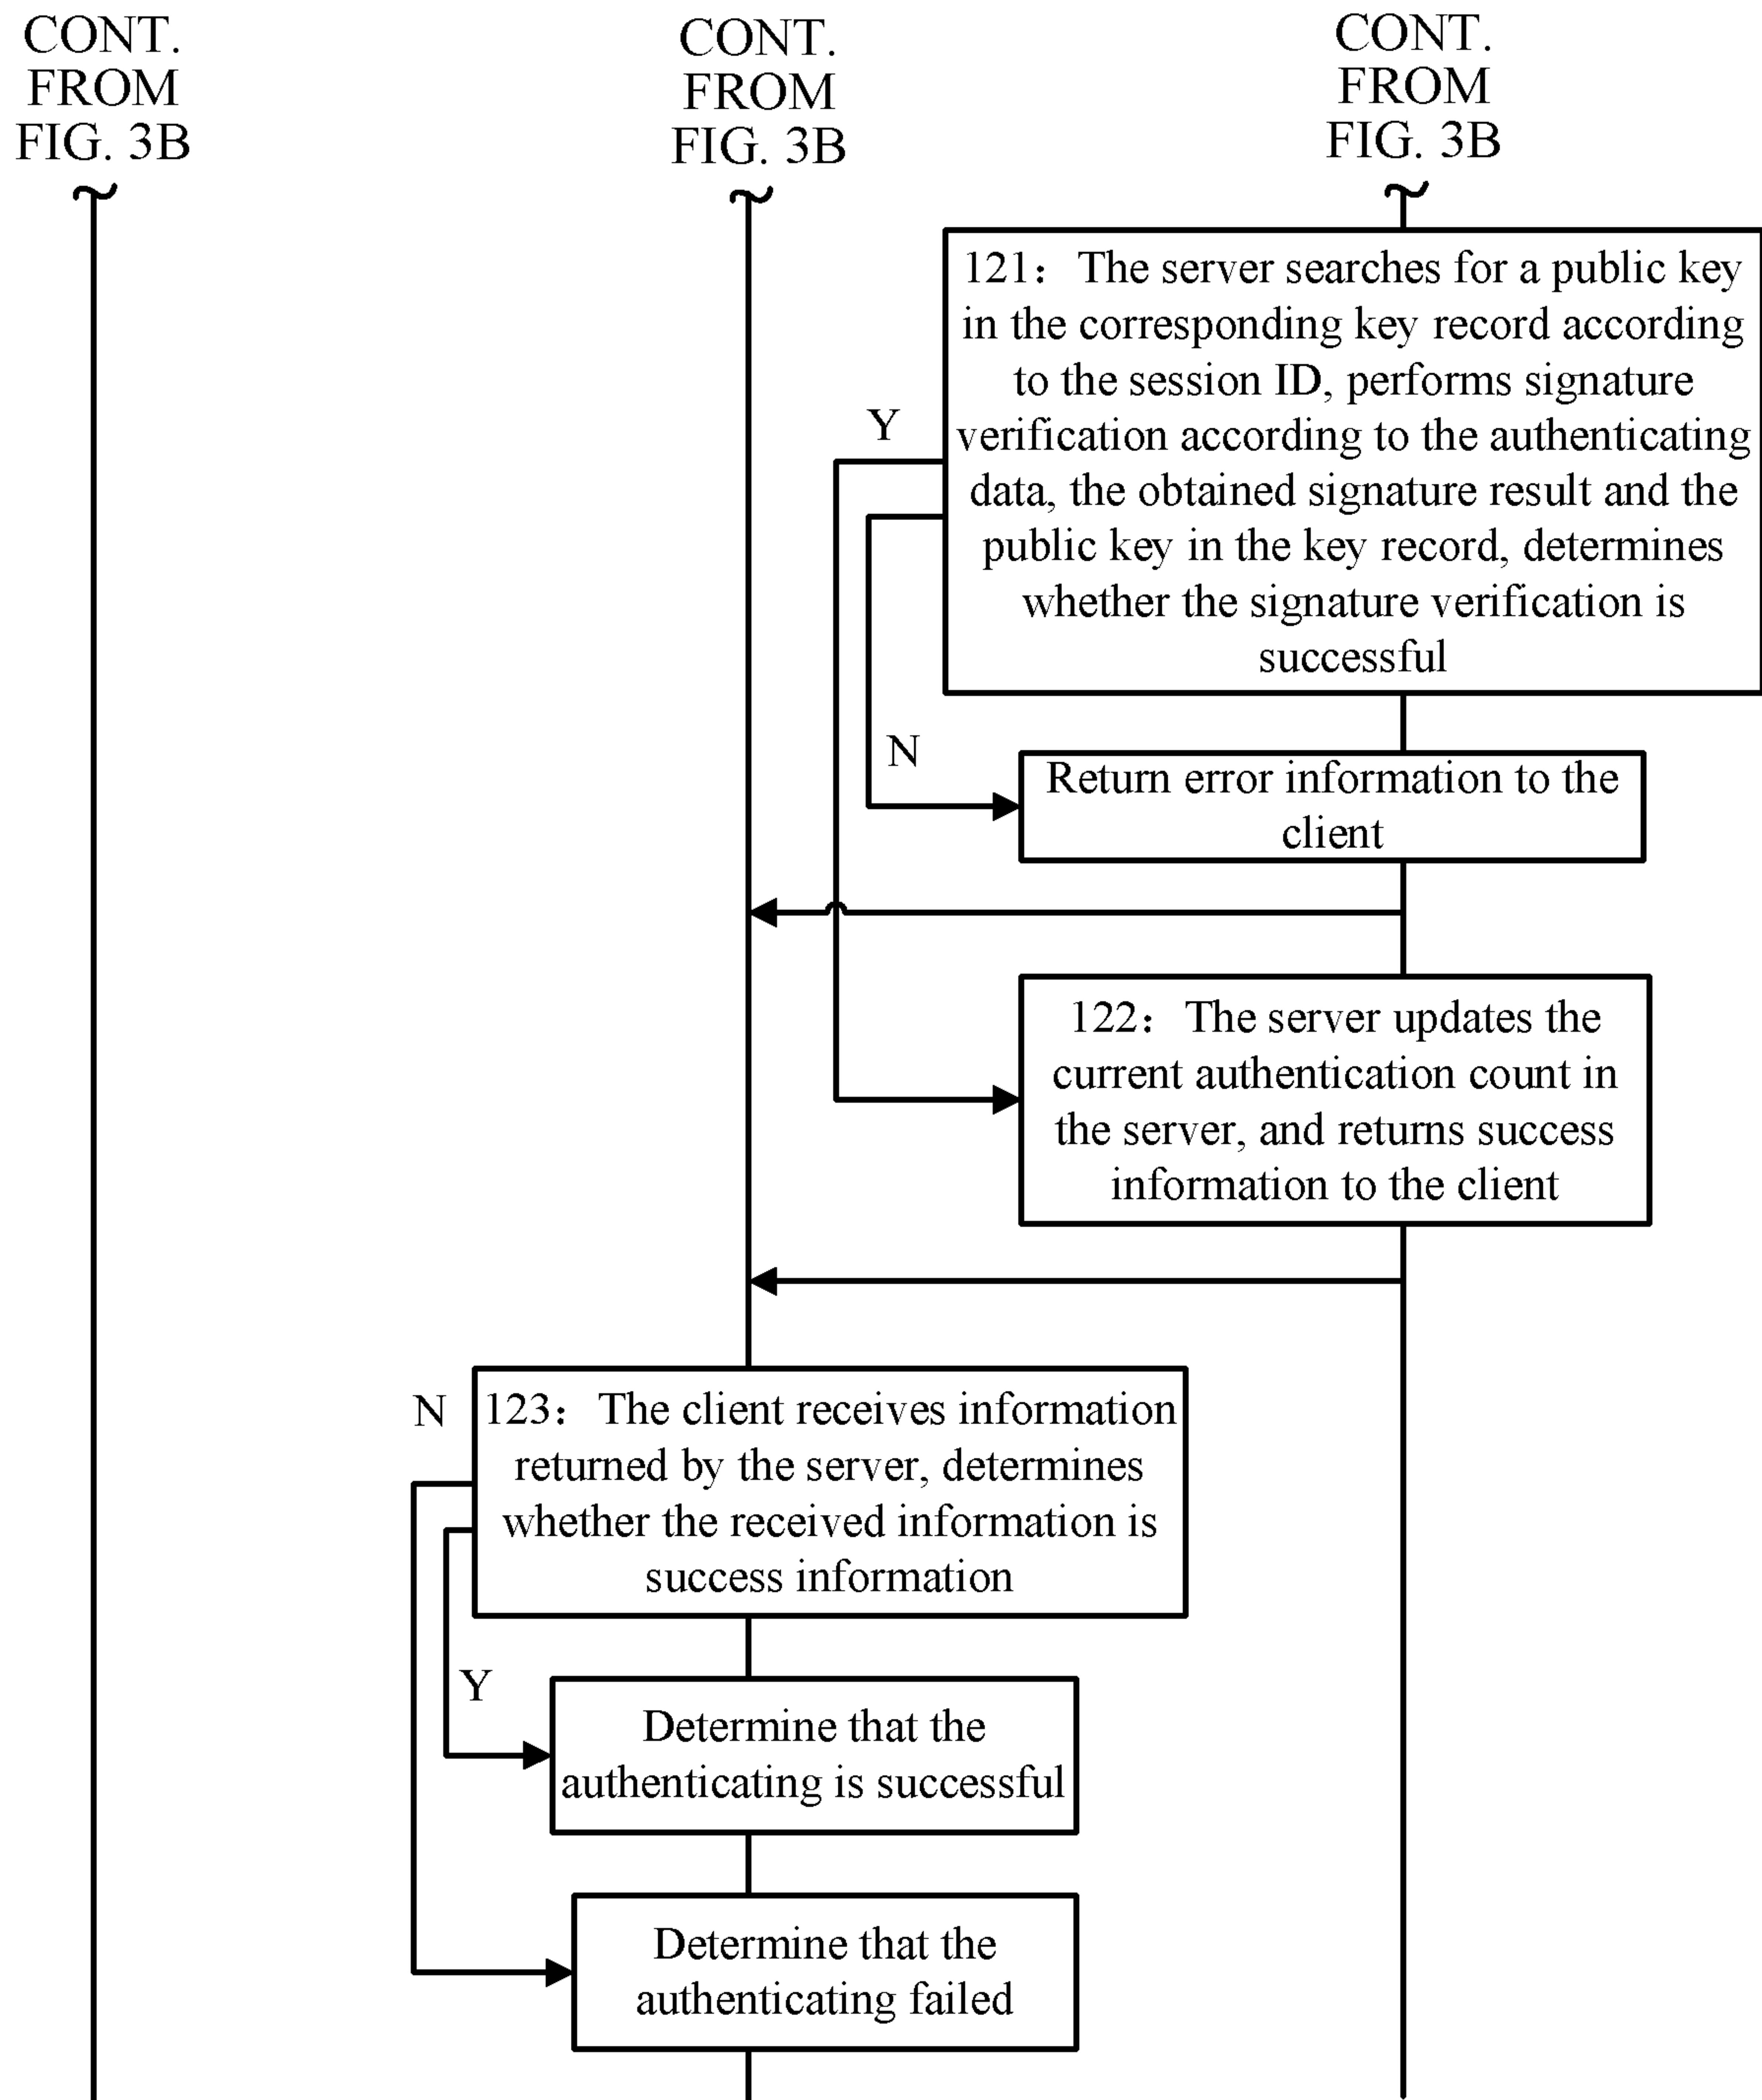 CONT.
FROM
FIG. 3B
CONT.
FROM
FIG. 3B
CONT.
FROM
FIG. 3B
121： The server searches for a public key
in the corresponding key record according
to the session ID, performs signature
verification according to the authenticating
data, the obtained signature result and the
public key in the key record, determines
whether the signature verification is
successful
Y
N
Return error information to the
client
122： The server updates the
current authentication count in
the server, and returns success
information to the client
N
123： The client receives information
returned by the server, determines
whether the received information is
success information
Y
Determine that the
authenticating is successful
Determine that the
authenticating failed